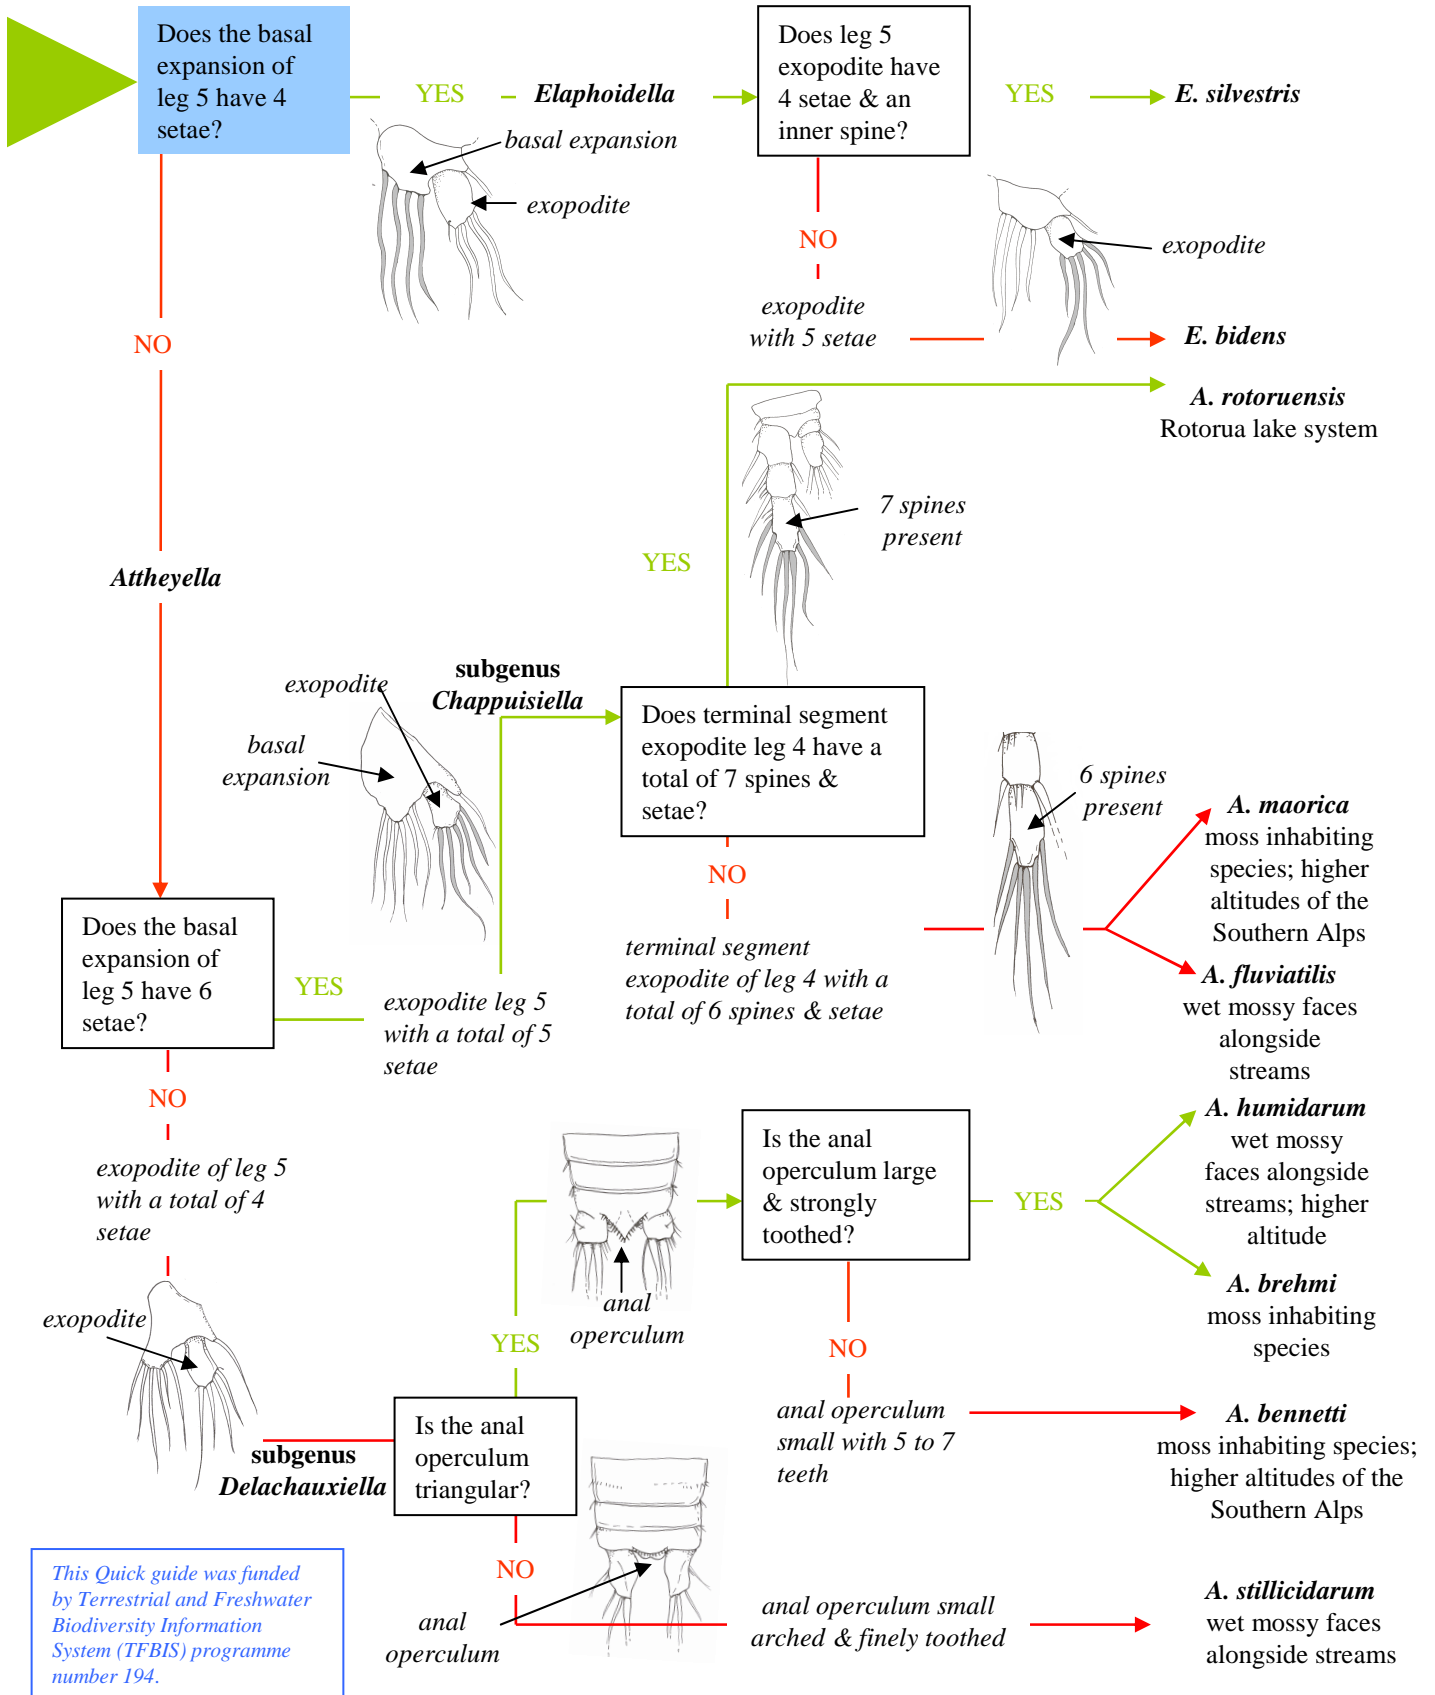 Does the basal
expansion of
leg 5 have 4
setae?
YES
Elaphoidella
Does leg 5
exopodite have
4 setae & an
inner spine?
YES
E. silvestris
basal expansion
exopodite
NO
exopodite
with 5 setae
exopodite
E. bidens
NO
A. rotoruensis
Rotorua lake system
7 spines
present
YES
Attheyella
subgenus
Chappuisiella
exopodite
basal
expansion
Does terminal segment
exopodite leg 4 have a
total of 7 spines &
setae?
6 spines
present
A. maorica
moss inhabiting
species; higher
altitudes of the
Southern Alps
NO
terminal segment
exopodite of leg 4 with a
total of 6 spines & setae
A. fluviatilis
wet mossy faces
alongside
streams
Does the basal
expansion of
leg 5 have 6
setae?
YES
exopodite leg 5
with a total of 5
setae
NO
exopodite of leg 5
with a total of 4
setae
exopodite
subgenus
Delachauxiella
Is the anal
operculum
triangular?
YES
anal
operculum
Is the anal
operculum large
& strongly
toothed?
YES
A. humidarum
wet mossy
faces alongside
streams; higher
altitude
A. brehmi
moss inhabiting
species
NO
anal operculum
small with 5 to 7
teeth
A. bennetti
moss inhabiting species;
higher altitudes of the
Southern Alps
NO
anal
operculum
anal operculum small
arched & finely toothed
A. stillicidarum
wet mossy faces
alongside streams
This Quick guide was funded
by Terrestrial and Freshwater
Biodiversity Information
System (TFBIS) programme
number 194.